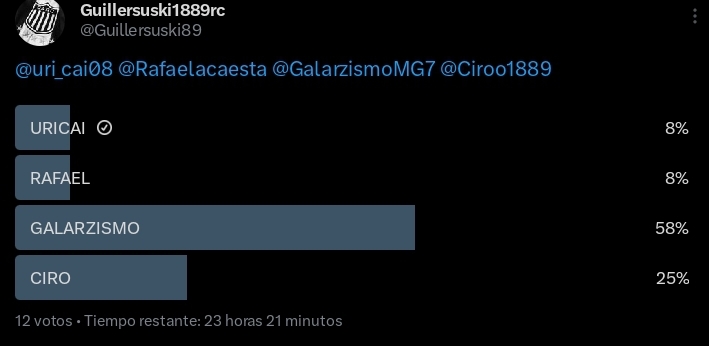 Guillersuski1889rc
@Guillersuski89
@uri_cai08 @Rafaelacaesta @GalarzismoMG7 @Ciroo1889
URICAI 8%
RAFAEL 8%
GALARZISMO 58%
CIRO 25%
12 votos • Tiempo restante: 23 horas 21 minutos